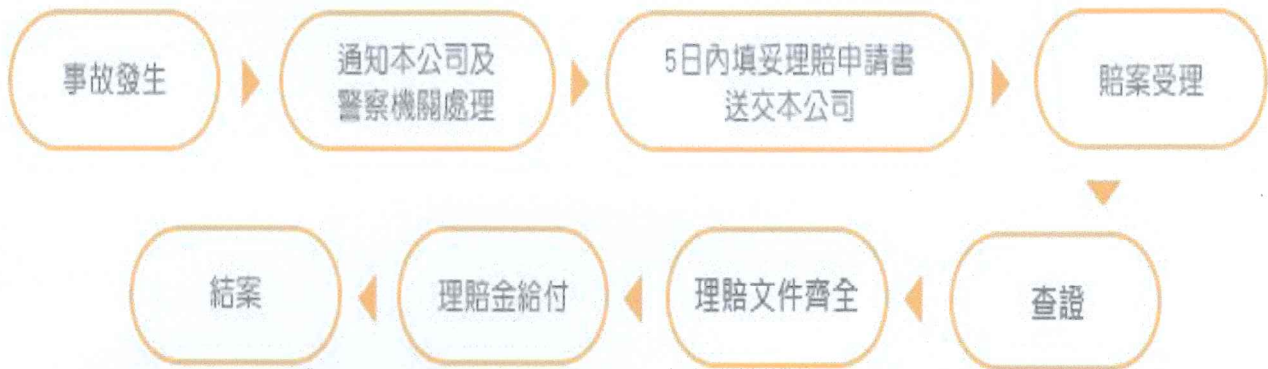 事故發生
通知本公司及
警察機關處理
5日內填妥理賠申請書
送交本公司
賠案受理
查證
理賠文件齊全
理賠金給付
結案